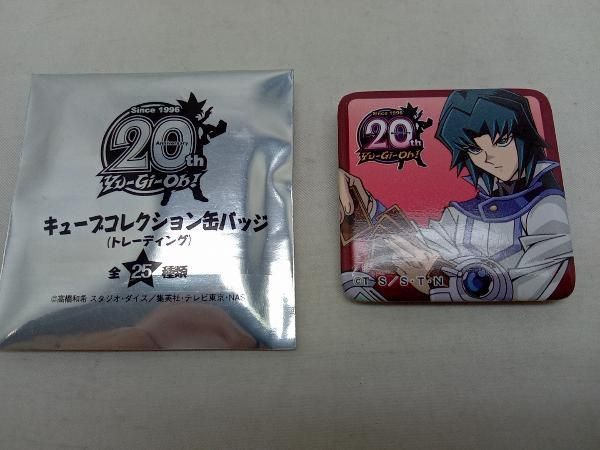 Since 1996
20th
Anniversary
Yu-Gi-Oh!
キューブコレクション缶バッジ
(トレーディング)
全25種類
©高橋和希 スタジオ・ダイス/集英社・テレビ東京・NAS
Since 1996
20th
Yu-Gi-Oh!
S/S・T・N